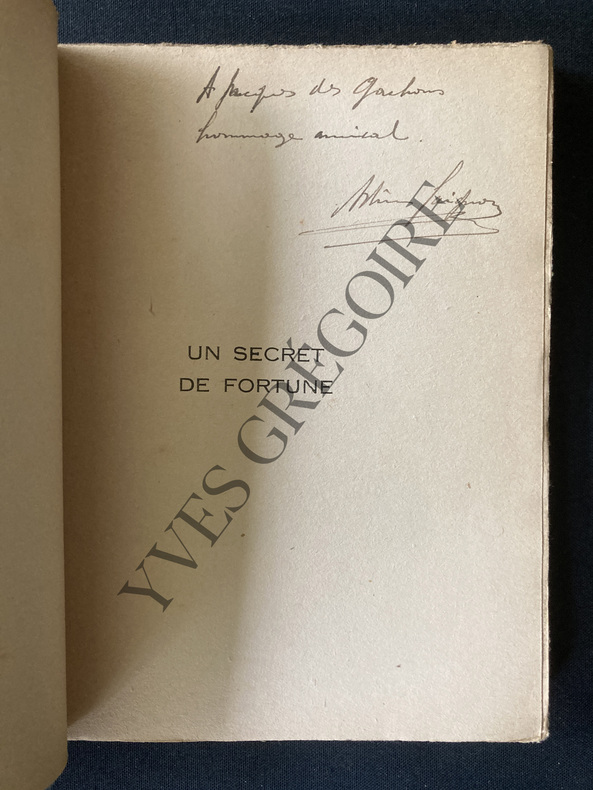 A Jacques des Gachons
hommage amical.
UN SECRET
DE FORTUNE
YVES GRÉGOIRE